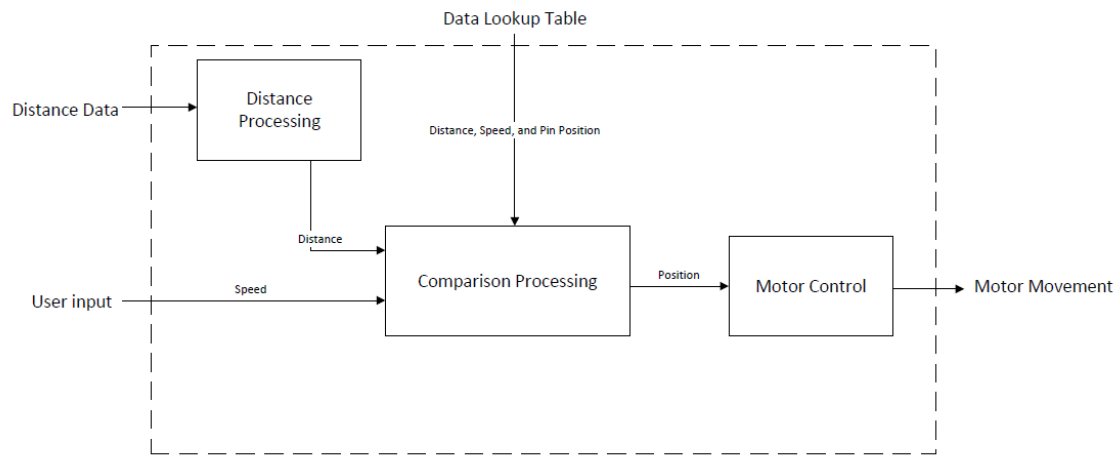 Data Lookup Table
Distance Data
Distance
Processing
Distance, Speed, and Pin Position
Distance
User input
Speed
Comparison Processing
Position
Motor Control
Motor Movement